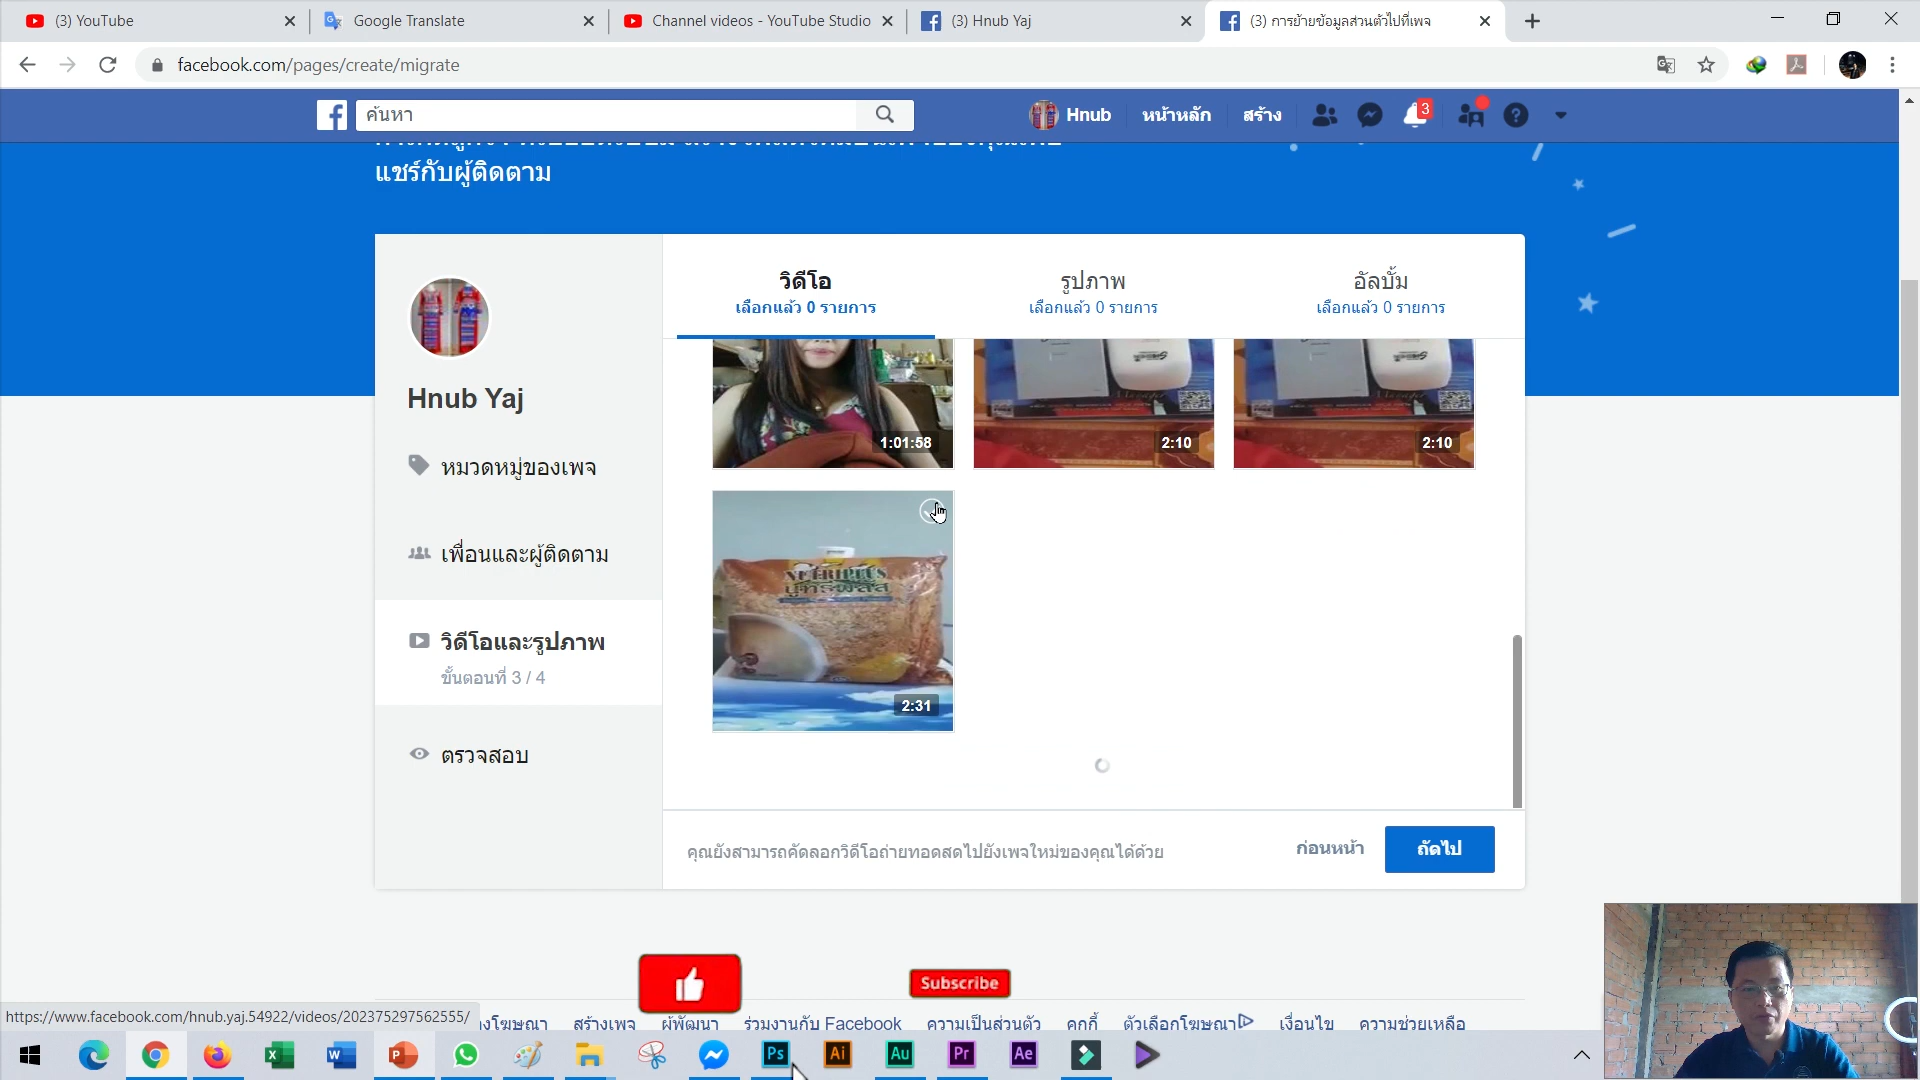 (3) YouTube
Google Translate
Channel videos - YouTube Studio
(3) Hnub Yaj
(3) การย้ายข้อมูลส่วนตัวไปที่เพจ
facebook.com/pages/create/migrate
ค้นหา
Hnub
หน้าหลัก
สร้าง
3
แชร์กับผู้ติดตาม
วิดีโอ
รูปภาพ
อัลบั้ม
เลือกแล้ว 0 รายการ
เลือกแล้ว 0 รายการ
เลือกแล้ว 0 รายการ
Hnub Yaj
หมวดหมู่ของเพจ
เพื่อนและผู้ติดตาม
วิดีโอและรูปภาพ
ขั้นตอนที่ 3 / 4
ตรวจสอบ
1:01:58
2:10
2:10
NUTRIPLUS
นูทริพลัส
2:31
คุณยังสามารถคัดลอกวิดีโอถ่ายทอดสดไปยังเพจใหม่ของคุณได้ด้วย
ก่อนหน้า
ถัดไป
Subscribe
https://www.facebook.com/hnub.yaj.54922/videos/202375297562555/
สร้างเพจ
ผู้พัฒนา
ร่วมงานกับ Facebook
ความเป็นส่วนตัว
คุกกี้
ตัวเลือกโฆษณา
เงื่อนไข
ความช่วยเหลือ
Ps
Ai
Au
Pr
Ae